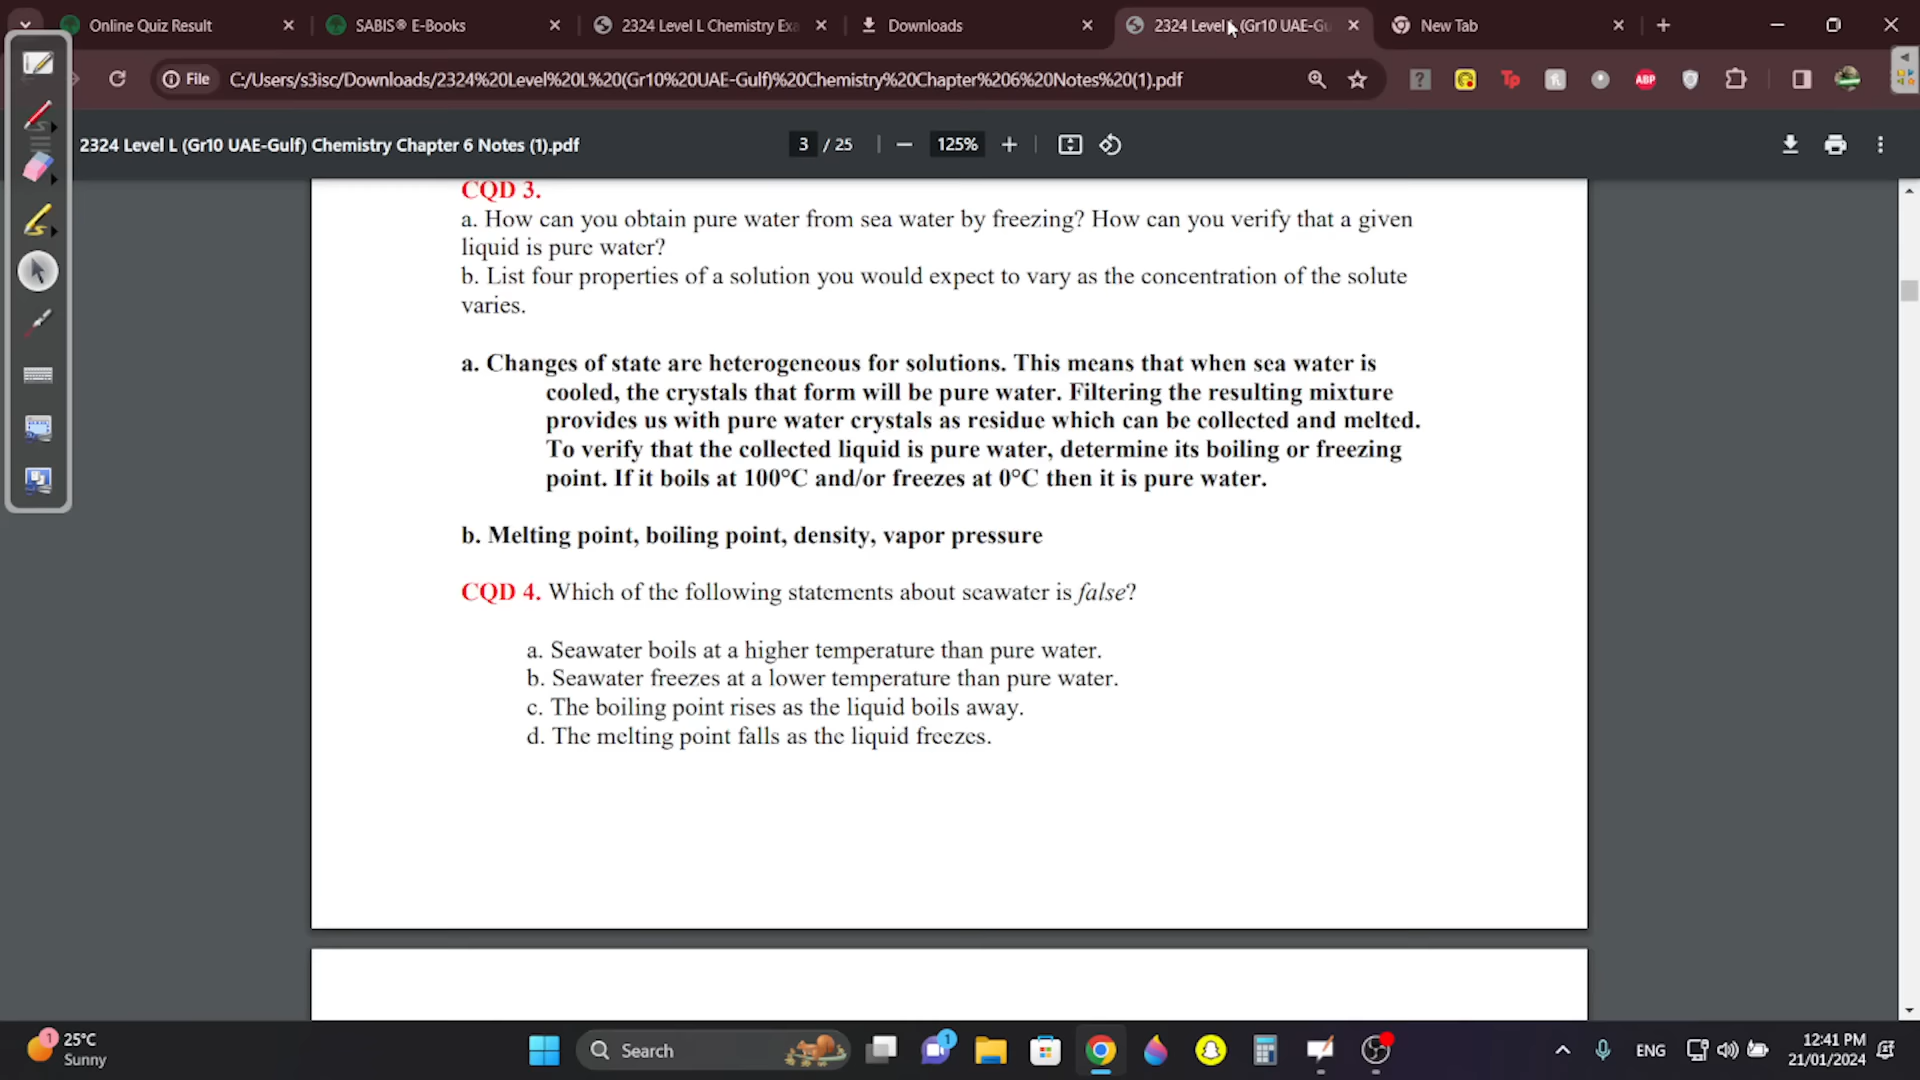 Online Quiz Result
SABIS® E-Books
2324 Level L Chemistry Exa
Downloads
2324 Level L (Gr10 UAE-Gu
New Tab
File
C:/Users/s3isc/Downloads/2324%20Level%20L%20(Gr10%20UAE-Gulf)%20Chemistry%20Chapter%206%20Notes%20(1).pdf
2324 Level L (Gr10 UAE-Gulf) Chemistry Chapter 6 Notes (1).pdf
3 / 25
125%
CQD 3.
a. How can you obtain pure water from sea water by freezing? How can you verify that a given
liquid is pure water?
b. List four properties of a solution you would expect to vary as the concentration of the solute
varies.
a. Changes of state are heterogeneous for solutions. This means that when sea water is
cooled, the crystals that form will be pure water. Filtering the resulting mixture
provides us with pure water crystals as residue which can be collected and melted.
To verify that the collected liquid is pure water, determine its boiling or freezing
point. If it boils at 100°C and/or freezes at 0°C then it is pure water.
b. Melting point, boiling point, density, vapor pressure
CQD 4. Which of the following statements about seawater is false?
a. Seawater boils at a higher temperature than pure water.
b. Seawater freezes at a lower temperature than pure water.
c. The boiling point rises as the liquid boils away.
d. The melting point falls as the liquid freezes.
1
25°C
Sunny
Search
1
ENG
12:41 PM
21/01/2024
Tp
ABP